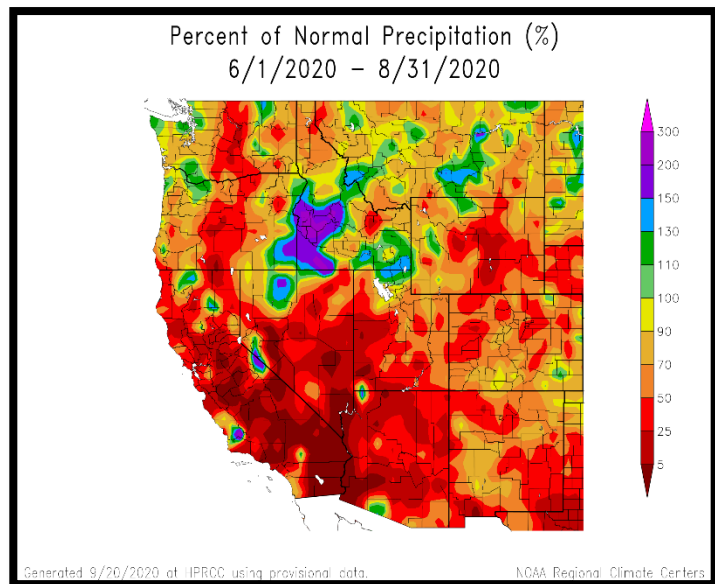 Percent of Normal Precipitation (%)
6/1/2020 – 8/31/2020
300
200
150
130
110
100
90
70
50
25
5
Generated 9/20/2020 at HPRCC using provisional data.
NOAA Regional Climate Centers